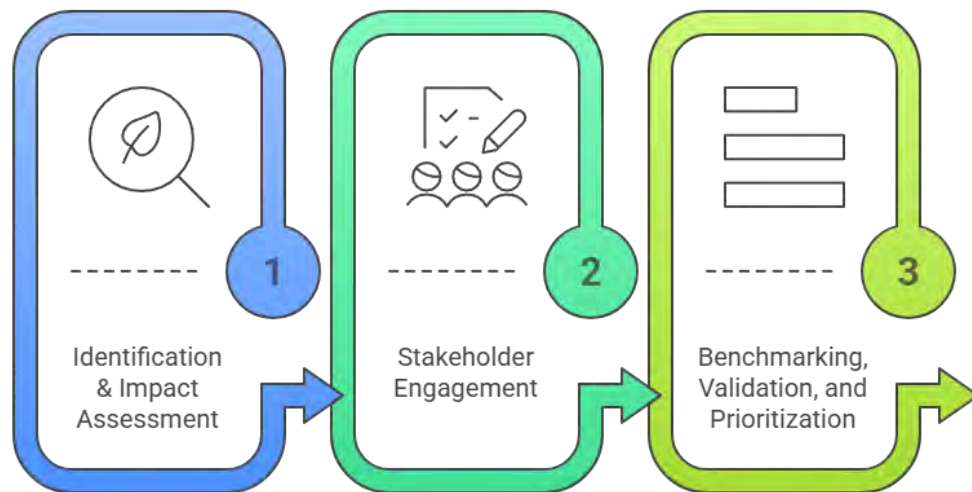 1
2
3
Identification
& Impact
Assessment
Stakeholder
Engagement
Benchmarking,
Validation, and
Prioritization